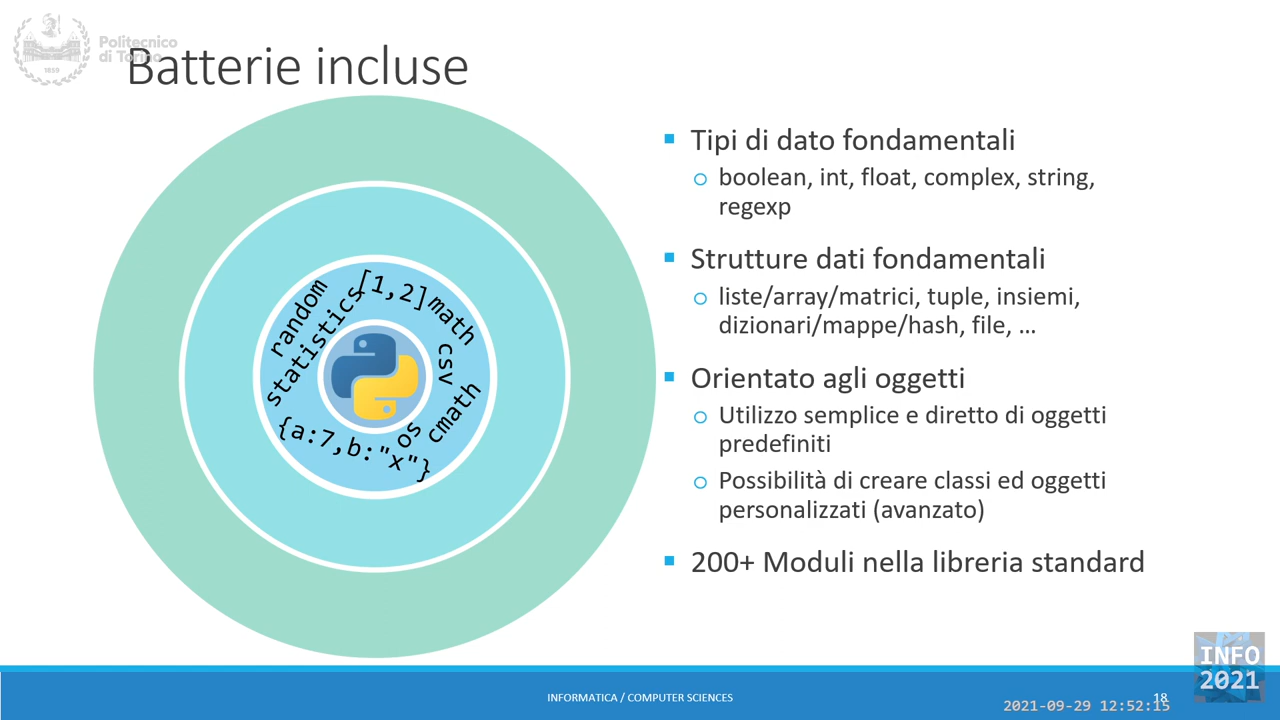 Politecnico
di Torino
1859
Batterie incluse
random
statistics
[1,2]
math
csv
cmath
os
{a:7,b:"x"}
Tipi di dato fondamentali
boolean, int, float, complex, string,
regexp
Strutture dati fondamentali
liste/array/matrici, tuple, insiemi,
dizionari/mappe/hash, file, …
Orientato agli oggetti
Utilizzo semplice e diretto di oggetti
predefiniti
Possibilità di creare classi ed oggetti
personalizzati (avanzato)
200+ Moduli nella libreria standard
INFORMATICA / COMPUTER SCIENCES
18
INFO
2021
2021-09-29 12:52:15